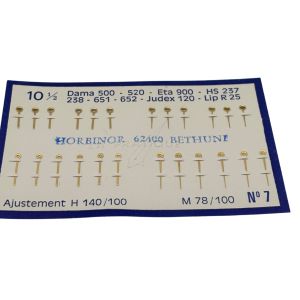 10 ½ Dama 500 - 520 - Eta 900 - HS 237
238 - 651 - 652 - Judex 120 - Lip R 25
HORBINOR 62400 BETHUNE
Ajustement H 140/100 M 78/100 Nº 7